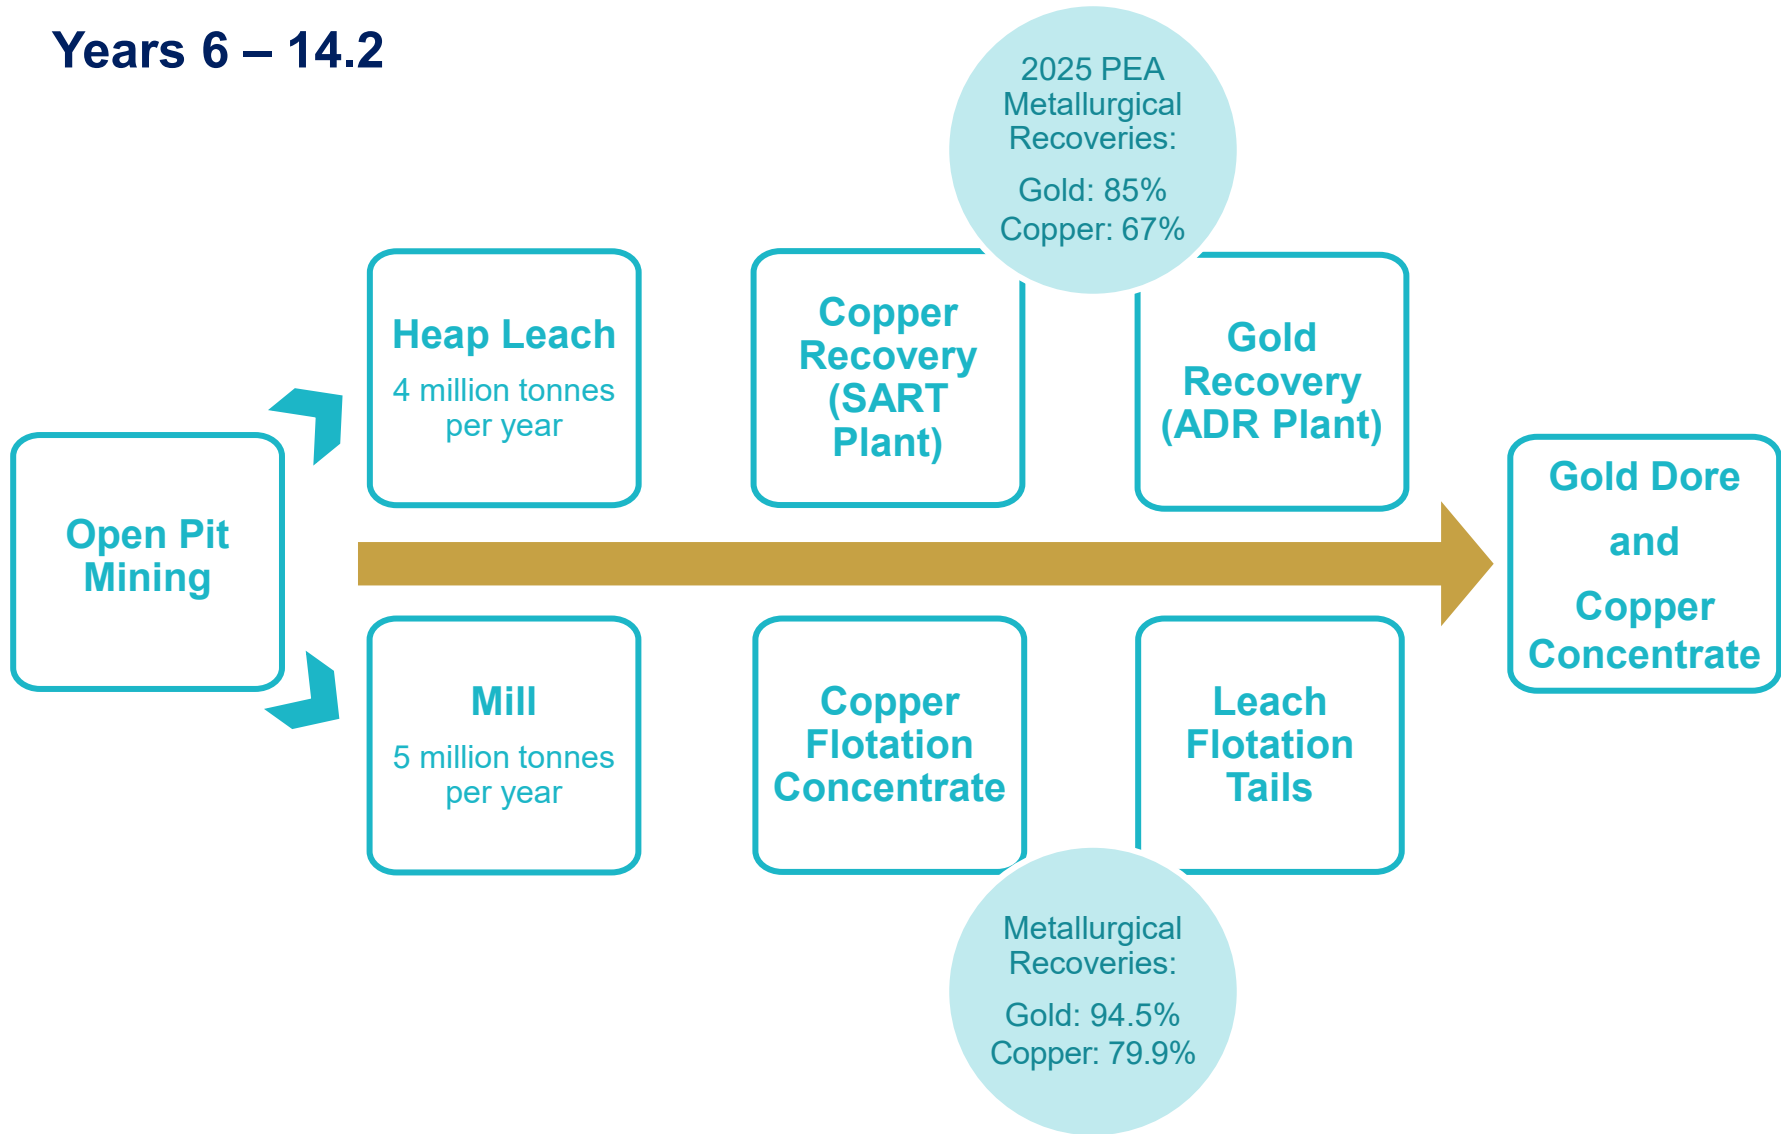 Years 6 – 14.2
2025 PEA
Metallurgical
Recoveries:
Gold: 85%
Copper: 67%
Heap Leach
4 million tonnes
per year
Copper
Recovery
(SART
Plant)
Gold
Recovery
(ADR Plant)
Open Pit
Mining
Gold Dore
and
Copper
Concentrate
Mill
5 million tonnes
per year
Copper
Flotation
Concentrate
Leach
Flotation
Tails
Metallurgical
Recoveries:
Gold: 94.5%
Copper: 79.9%